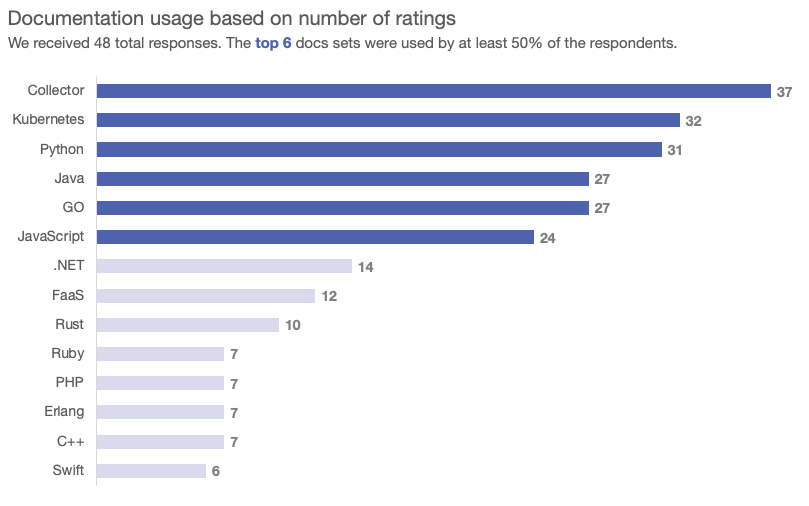 Documentation usage based on number of ratings
We received 48 total responses. The top 6 docs sets were used by at least 50% of the respondents.
Collector 37
Kubernetes 32
Python 31
Java 27
GO 27
JavaScript 24
.NET 14
FaaS 12
Rust 10
Ruby 7
PHP 7
Erlang 7
C++ 7
Swift 6